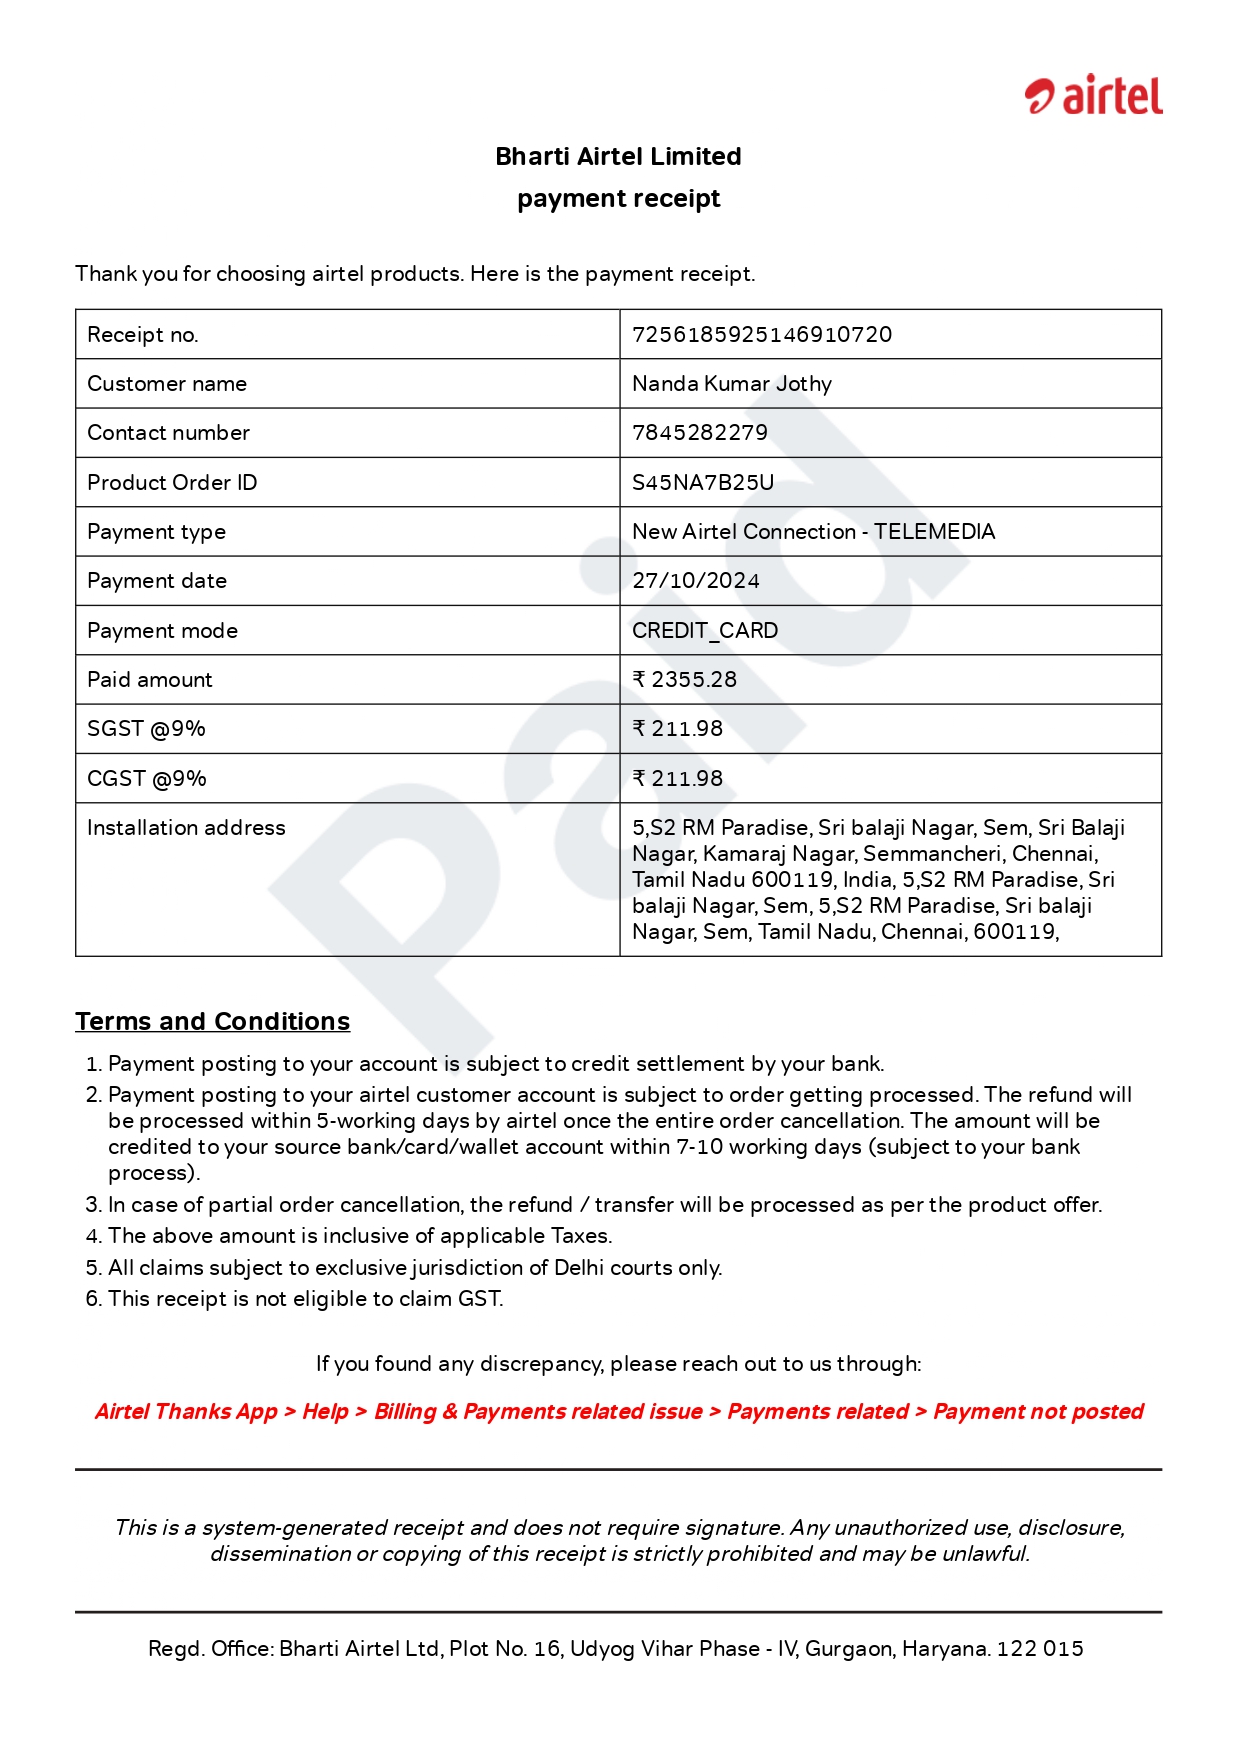 airtel
Bharti Airtel Limited
payment receipt
Thank you for choosing airtel products. Here is the payment receipt.
Receipt no. 7256185925146910720
Customer name Nanda Kumar Jothy
Contact number 7845282279
Product Order ID S45NA7B25U
Payment type New Airtel Connection - TELEMEDIA
Payment date 27/10/2024
Payment mode CREDIT_CARD
Paid amount ₹ 2355.28
SGST @9% ₹ 211.98
CGST @9% ₹ 211.98
Installation address 5,S2 RM Paradise, Sri balaji Nagar, Sem, Sri Balaji
Nagar, Kamaraj Nagar, Semmancheri, Chennai,
Tamil Nadu 600119, India, 5,S2 RM Paradise, Sri
balaji Nagar, Sem, 5,S2 RM Paradise, Sri balaji
Nagar, Sem, Tamil Nadu, Chennai, 600119,
Paid
Terms and Conditions
1. Payment posting to your account is subject to credit settlement by your bank.
2. Payment posting to your airtel customer account is subject to order getting processed. The refund will
be processed within 5-working days by airtel once the entire order cancellation. The amount will be
credited to your source bank/card/wallet account within 7-10 working days (subject to your bank
process).
3. In case of partial order cancellation, the refund / transfer will be processed as per the product offer.
4. The above amount is inclusive of applicable Taxes.
5. All claims subject to exclusive jurisdiction of Delhi courts only.
6. This receipt is not eligible to claim GST.
If you found any discrepancy, please reach out to us through:
Airtel Thanks App > Help > Billing & Payments related issue > Payments related > Payment not posted
This is a system-generated receipt and does not require signature. Any unauthorized use, disclosure,
dissemination or copying of this receipt is strictly prohibited and may be unlawful.
Regd. Office: Bharti Airtel Ltd, Plot No. 16, Udyog Vihar Phase - IV, Gurgaon, Haryana. 122 015